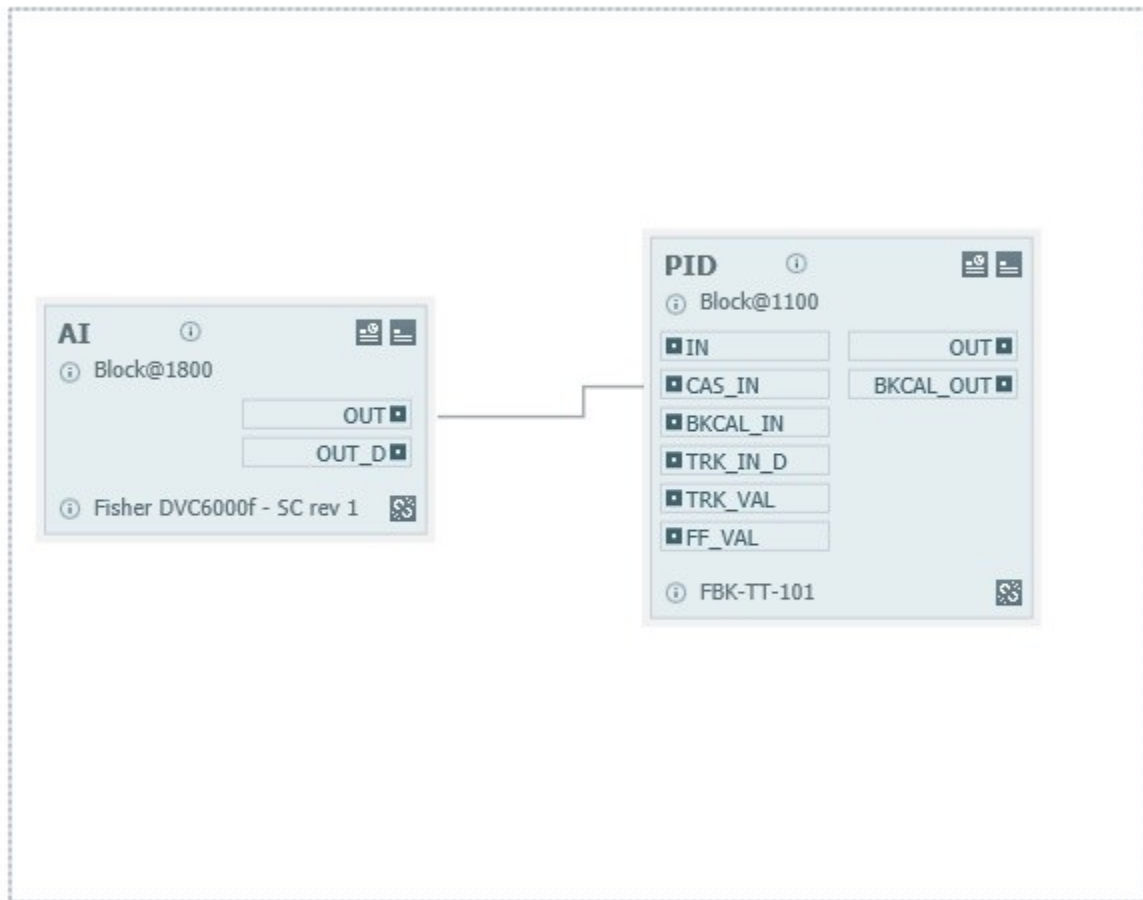 AI
Block@1800
OUT
OUT_D
Fisher DVC6000f - SC rev 1
PID
Block@1100
IN OUT
CAS_IN BKCAL_OUT
BKCAL_IN
TRK_IN_D
TRK_VAL
FF_VAL
FBK-TT-101